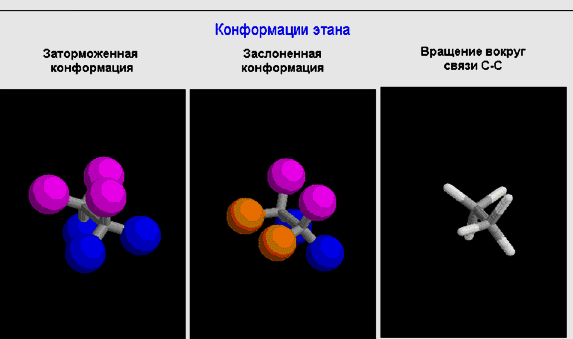 Конформации этана
Заторможенная
конформация
Заслоненная
конформация
Вращение вокруг
связи С-С